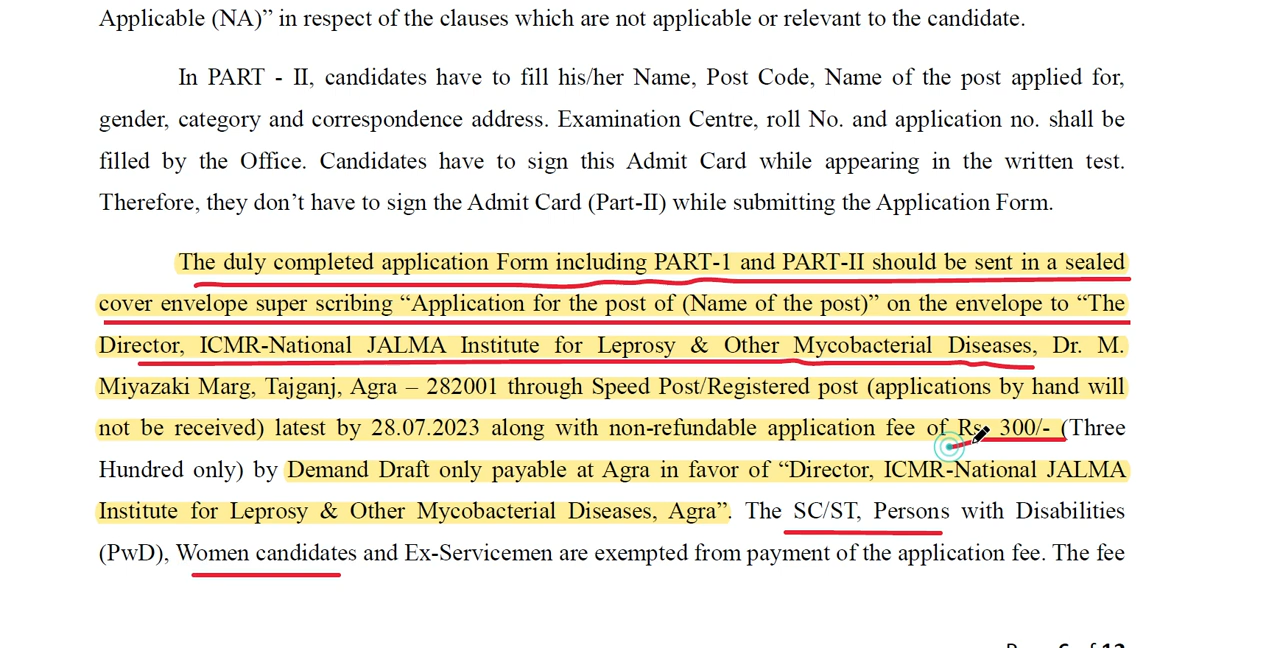 Applicable (NA)” in respect of the clauses which are not applicable or relevant to the candidate.
In PART - II, candidates have to fill his/her Name, Post Code, Name of the post applied for,
gender, category and correspondence address. Examination Centre, roll No. and application no. shall be
filled by the Office. Candidates have to sign this Admit Card while appearing in the written test.
Therefore, they don’t have to sign the Admit Card (Part-II) while submitting the Application Form.
The duly completed application Form including PART-1 and PART-II should be sent in a sealed
cover envelope super scribing “Application for the post of (Name of the post)” on the envelope to “The
Director, ICMR-National JALMA Institute for Leprosy & Other Mycobacterial Diseases, Dr. M.
Miyazaki Marg, Tajganj, Agra – 282001 through Speed Post/Registered post (applications by hand will
not be received) latest by 28.07.2023 along with non-refundable application fee of Rs. 300/- (Three
Hundred only) by Demand Draft only payable at Agra in favor of “Director, ICMR-National JALMA
Institute for Leprosy & Other Mycobacterial Diseases, Agra”. The SC/ST, Persons with Disabilities
(PwD), Women candidates and Ex-Servicemen are exempted from payment of the application fee. The fee